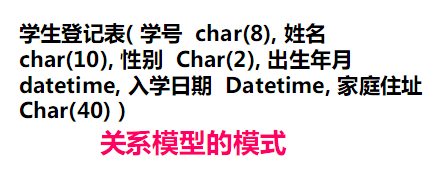 学生登记表( 学号  char(8), 姓名
char(10), 性别  Char(2), 出生年月
datetime, 入学日期  Datetime, 家庭住址
Char(40) )
关系模型的模式